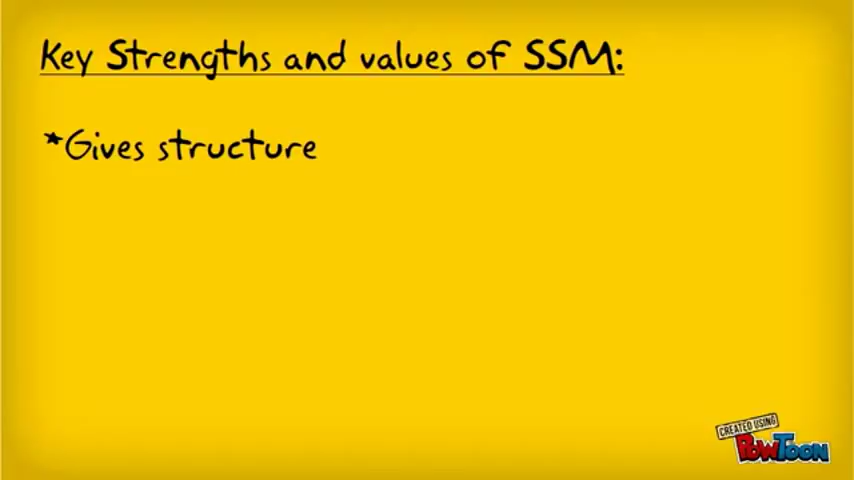 Key Strengths and values of SSM:
*Gives structure
CREATED USING
PowToon